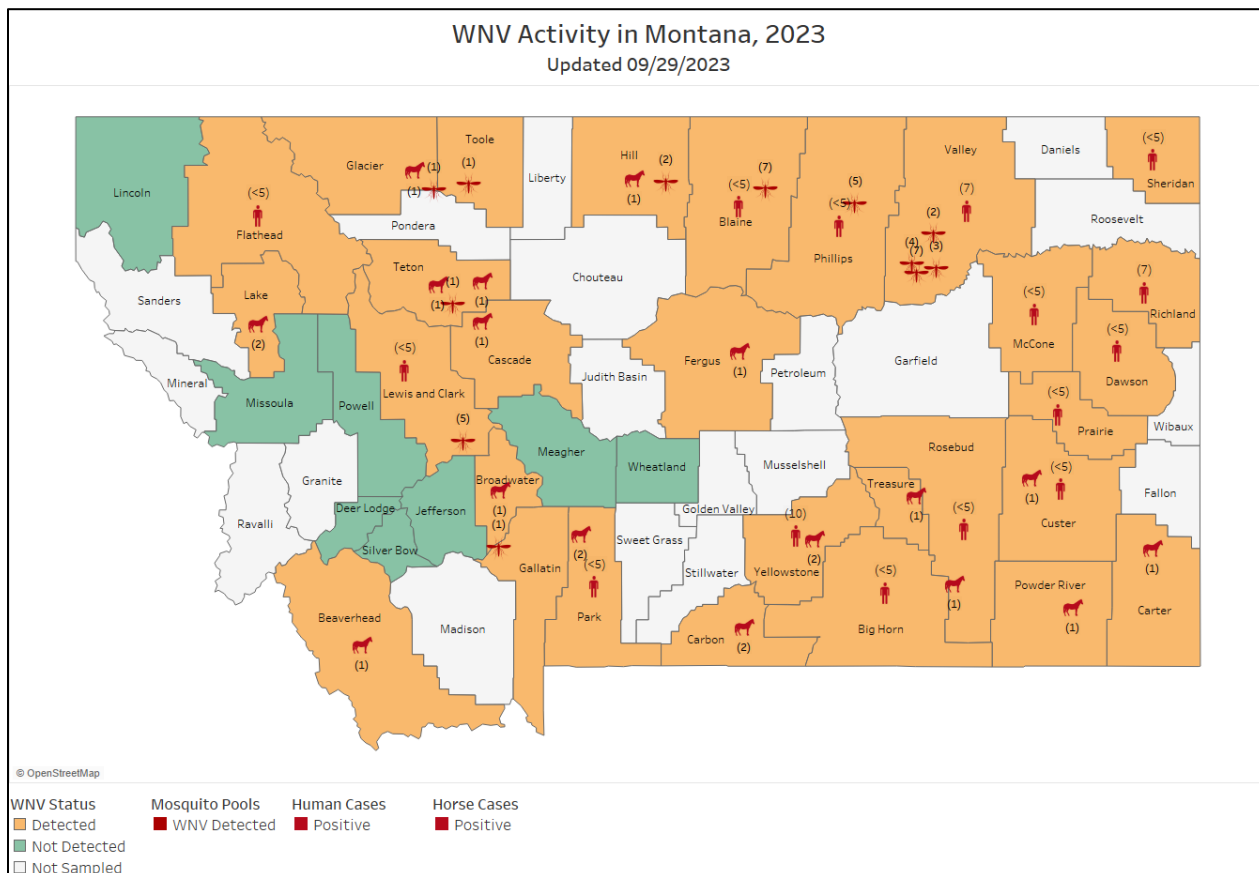 WNV Activity in Montana, 2023
Updated 09/29/2023
Lincoln
Flathead
(<5)
Glacier
(1)
(1)
Toole
(1)
Liberty
Hill
(2)
(1)
Blaine
(<5)
(7)
Phillips
(<5)
(5)
Valley
(7)
(2)
(4)
(3)
(7)
Daniels
Sheridan
(<5)
Roosevelt
Pondera
Teton
(1)
(1)
(1)
Chouteau
Sanders
Lake
(2)
Lewis and Clark
(<5)
(5)
Cascade
(1)
Judith Basin
Fergus
(1)
Petroleum
Garfield
McCone
(<5)
Richland
(7)
Dawson
(<5)
Prairie
(<5)
Wibaux
Mineral
Missoula
Powell
Meagher
Wheatland
Golden Valley
Musselshell
Rosebud
(<5)
(1)
Treasure
(1)
Custer
(<5)
(1)
Fallon
Ravalli
Granite
Deer Lodge
Silver Bow
Jefferson
Broadwater
(1)
(1)
Gallatin
Park
(2)
(<5)
Sweet Grass
Stillwater
Yellowstone
(10)
(2)
Big Horn
(<5)
Powder River
(1)
Carter
(1)
Beaverhead
(1)
Madison
Carbon
(2)
© OpenStreetMap
WNV Status
Detected
Not Detected
Not Sampled
Mosquito Pools
WNV Detected
Human Cases
Positive
Horse Cases
Positive